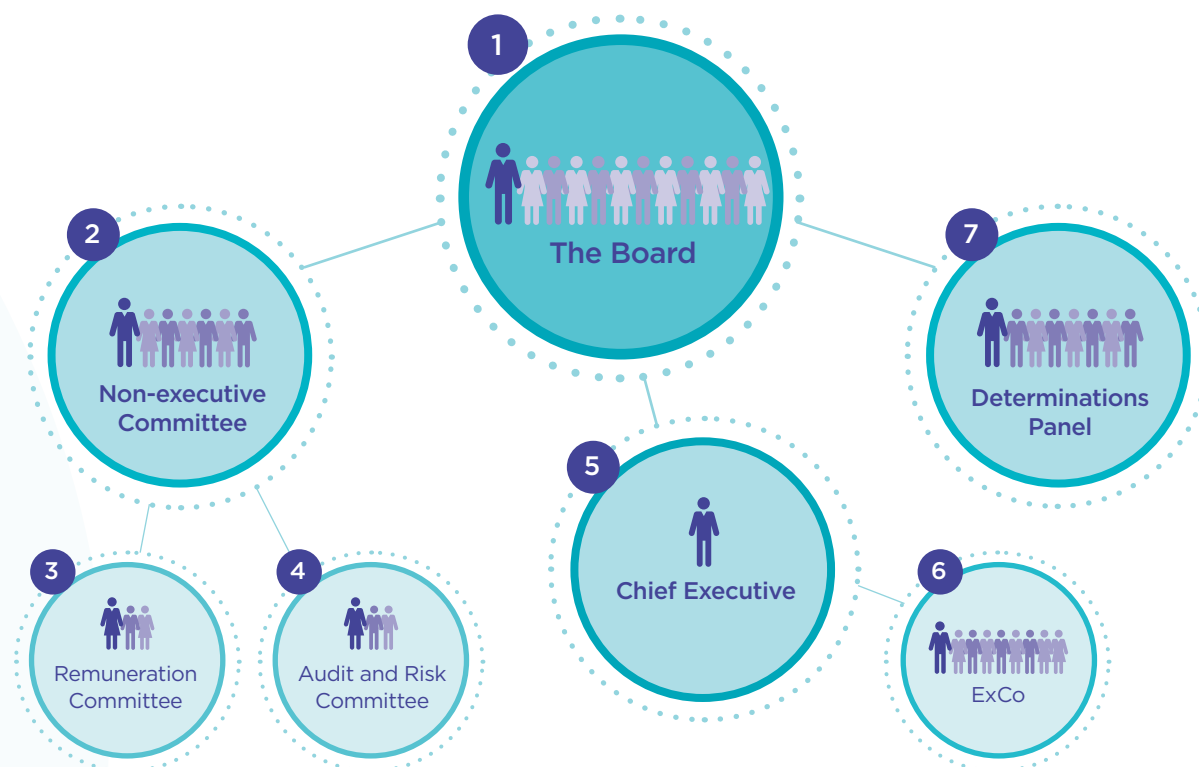 1
The Board
2
Non-executive
Committee
7
Determinations
Panel
3
Remuneration
Committee
4
Audit and Risk
Committee
5
Chief Executive
6
ExCo